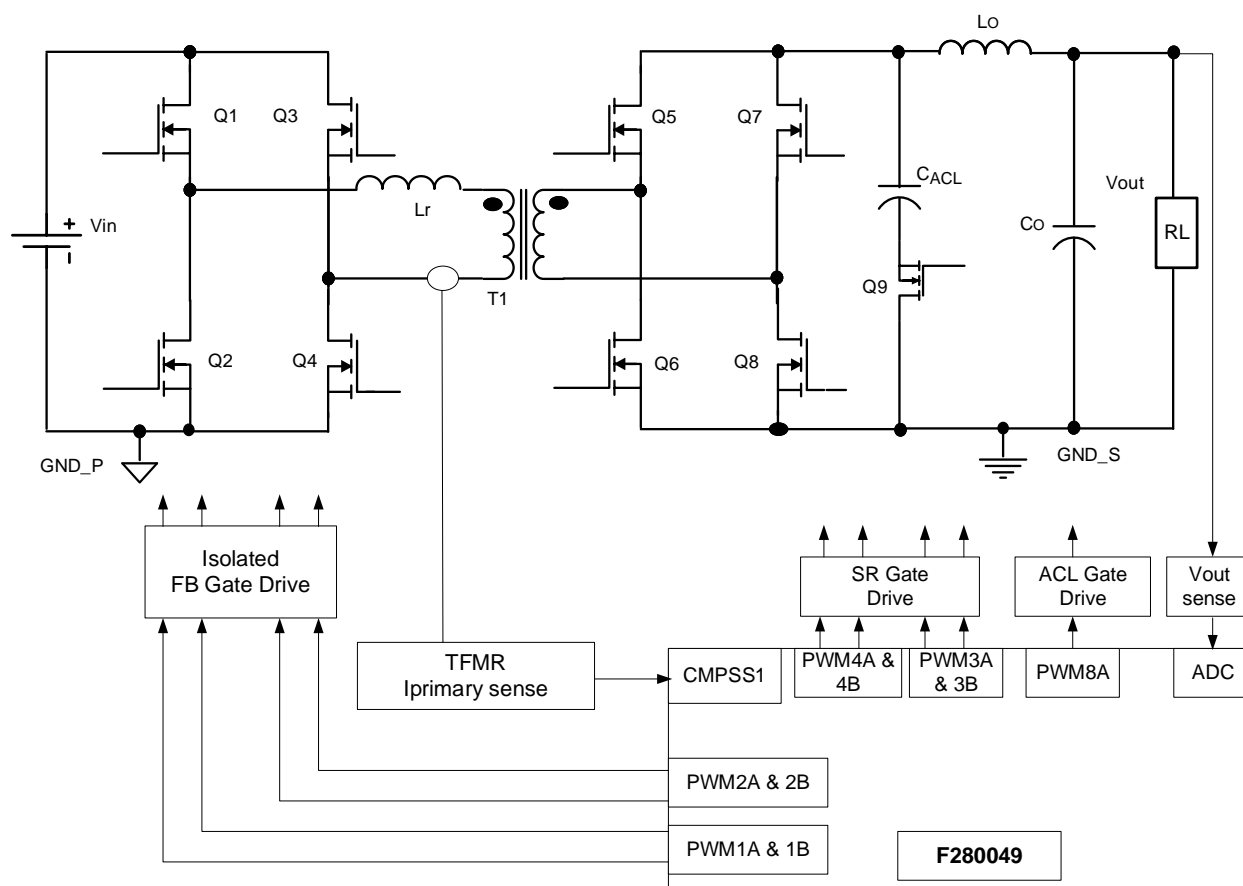 Lo
Q1
Q3
Q5
Q7
CACL
Vout
+
Vin
Lr
Co
RL
Q9
T1
Q2
Q4
Q6
Q8
GND_P
GND_S
Isolated
FB Gate Drive
SR Gate
Drive
ACL Gate
Drive
Vout
sense
TFMR
Iprimary sense
CMPSS1
PWM4A &
4B
PWM3A
& 3B
PWM8A
ADC
PWM2A & 2B
PWM1A & 1B
F280049